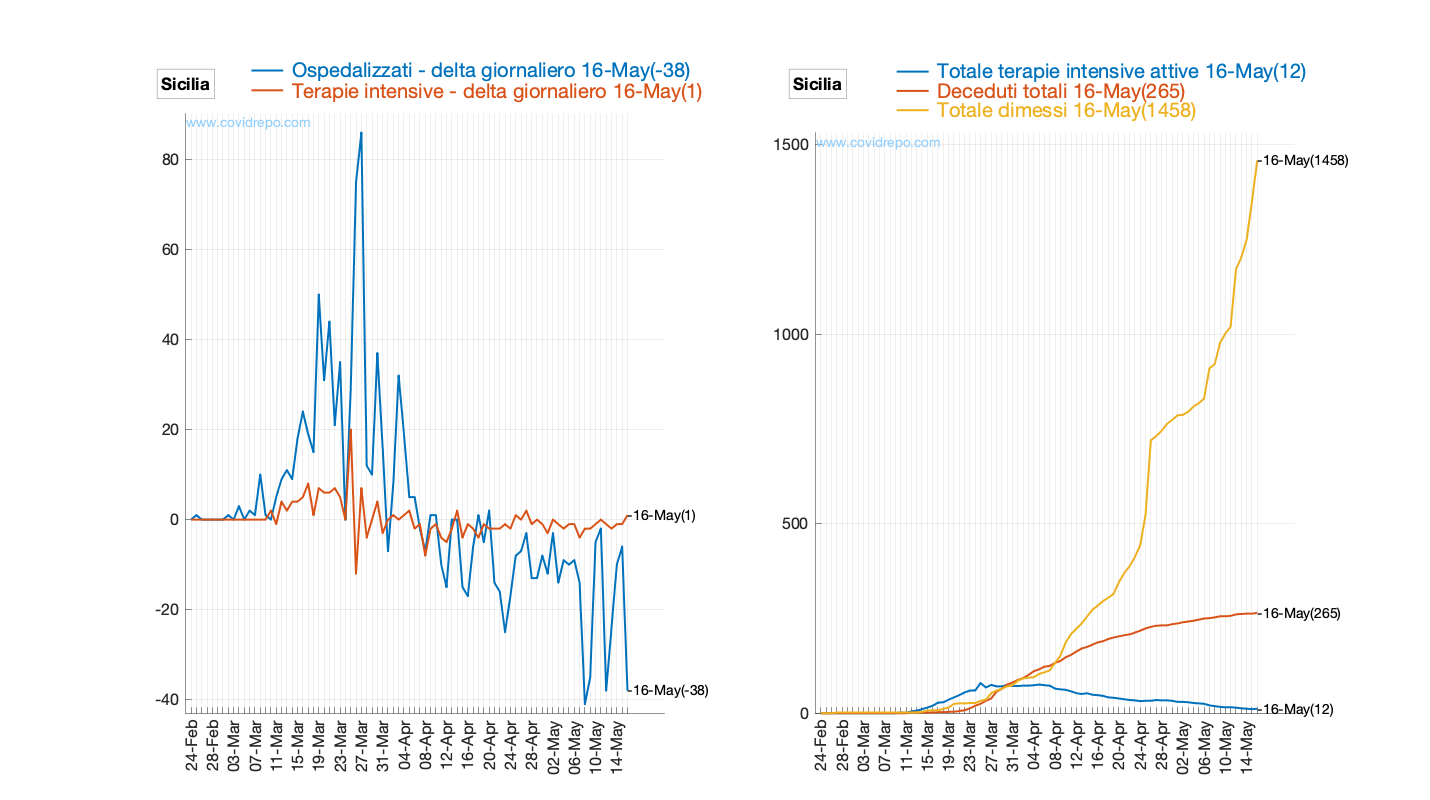 Sicilia
Ospedalizzati - delta giornaliero 16-May(-38)
Terapie intensive - delta giornaliero 16-May(1)
www.covidrepo.com
80
60
40
20
0
-20
-40
16-May(1)
16-May(-38)
24-Feb
28-Feb
03-Mar
07-Mar
11-Mar
15-Mar
19-Mar
23-Mar
27-Mar
31-Mar
04-Apr
08-Apr
12-Apr
16-Apr
20-Apr
24-Apr
28-Apr
02-May
06-May
10-May
14-May
Sicilia
Totale terapie intensive attive 16-May(12)
Deceduti totali 16-May(265)
Totale dimessi 16-May(1458)
www.covidrepo.com
1500
1000
500
0
16-May(1458)
16-May(265)
16-May(12)
24-Feb
28-Feb
03-Mar
07-Mar
11-Mar
15-Mar
19-Mar
23-Mar
27-Mar
31-Mar
04-Apr
08-Apr
12-Apr
16-Apr
20-Apr
24-Apr
28-Apr
02-May
06-May
10-May
14-May